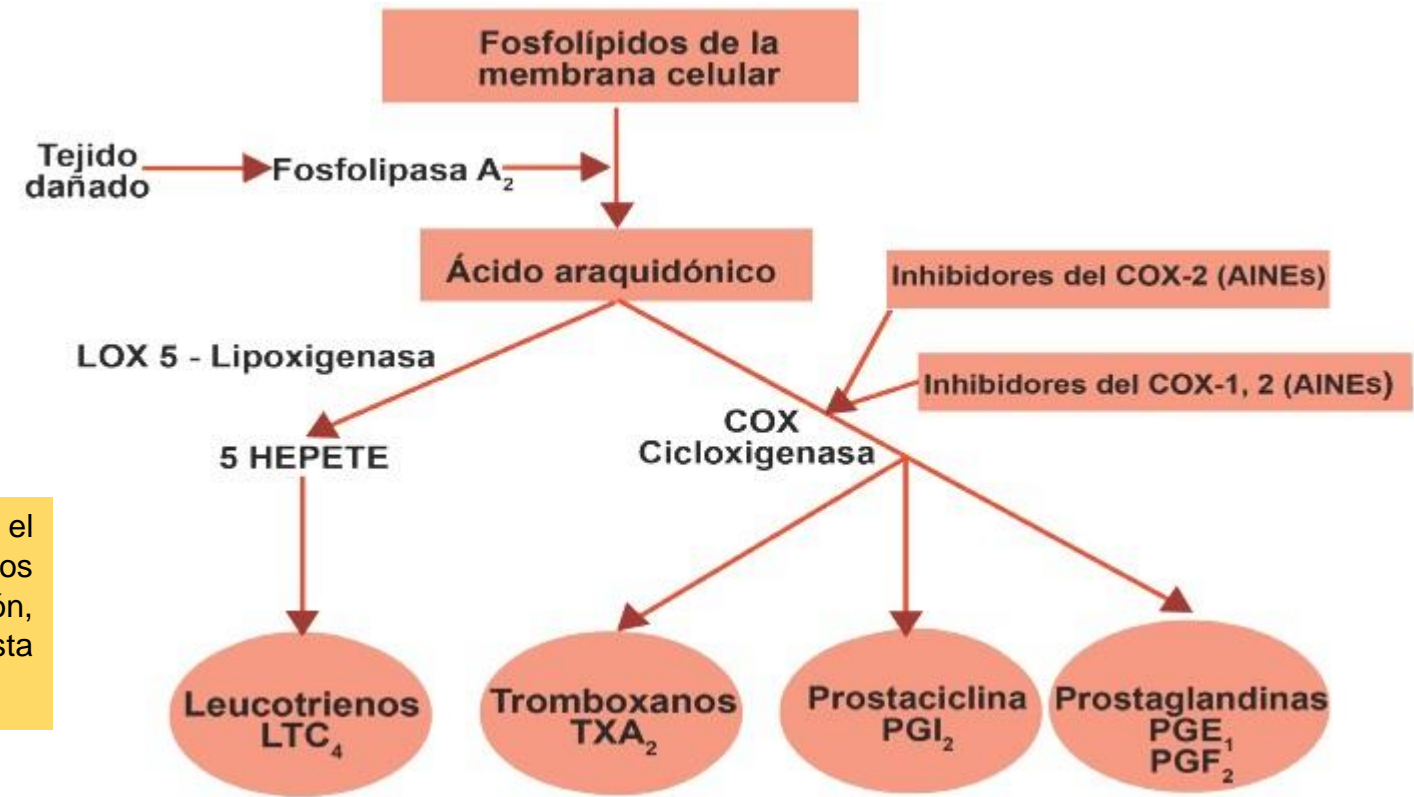 Fosfolípidos de la
membrana celular
Tejido
dañado
Fosfolipasa A₂
Ácido araquidónico
Inhibidores del COX-2 (AINEs)
LOX 5 - Lipoxigenasa
Inhibidores del COX-1, 2 (AINEs)
COX
Cicloxigenasa
5 HEPETE
el
os
ón,
sta
Leucotrienos
LTC₄
Tromboxanos
TXA₂
Prostaciclina
PGI₂
Prostaglandinas
PGE₁
PGF₂